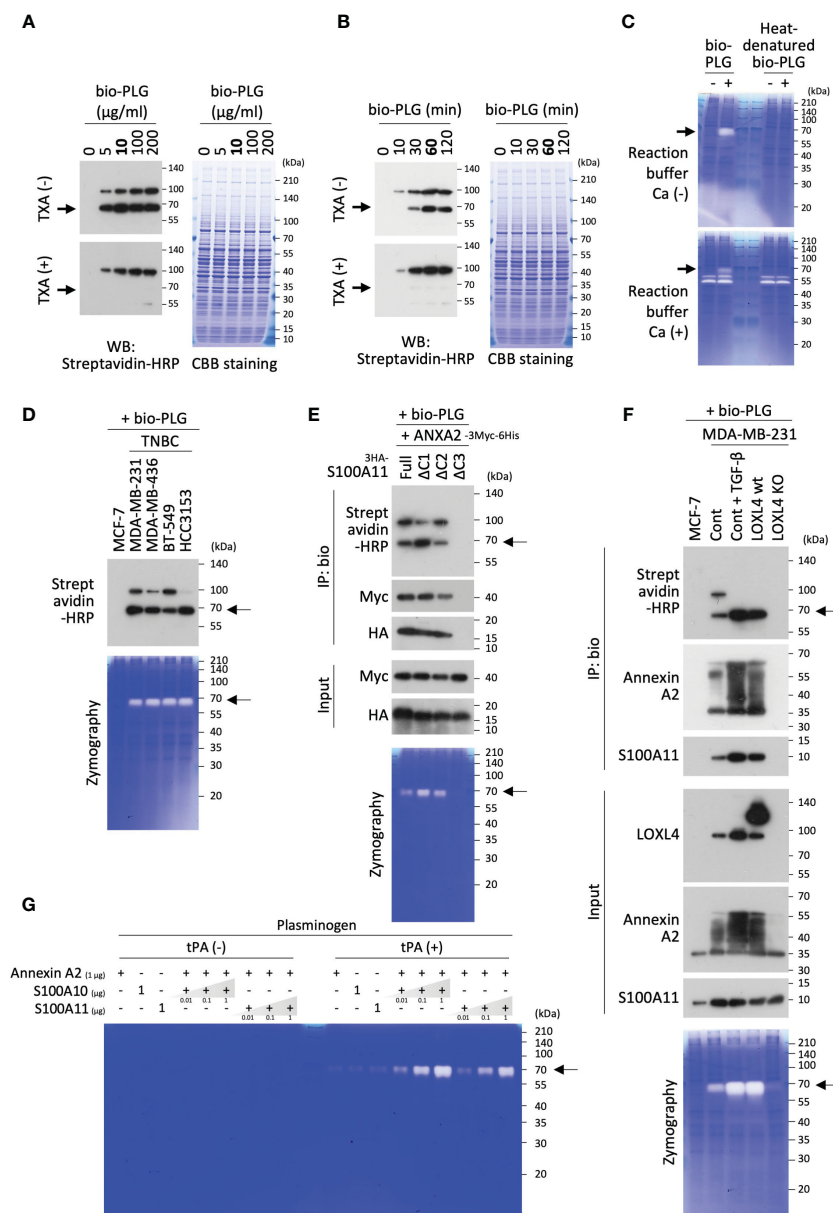 A
bio-PLG
(μg/ml)
0 5 10 100 200
TXA (-)
140
100
70
55
TXA (+)
140
100
70
55
WB:
Streptavidin-HRP
bio-PLG
(μg/ml)
0 5 10 100 200
(kDa)
210
140
100
70
55
40
35
30
20
15
10
CBB staining
B
bio-PLG (min)
0 10 30 60 120
TXA (-)
140
100
70
55
TXA (+)
140
100
70
55
WB:
Streptavidin-HRP
bio-PLG (min)
0 10 30 60 120
(kDa)
210
140
100
70
55
40
35
30
20
15
10
CBB staining
C
bio-
PLG
Heat-
denatured
bio-PLG
- + - +
(kDa)
Reaction
buffer
Ca (-)
210
140
100
70
55
40
35
30
20
Reaction
buffer
Ca (+)
210
140
100
70
55
40
35
30
20
D
+ bio-PLG
TNBC
MCF-7
MDA-MB-231
MDA-MB-436
BT-549
HCC3153
(kDa)
Strept
avidin
-HRP
140
100
70
55
Zymography
210
140
100
70
55
40
35
30
20
E
+ bio-PLG
+ ANXA2 -3Myc-6His
3HA-
S100A11
Full ΔC1 ΔC2 ΔC3
(kDa)
IP: bio
Strept
avidin
-HRP
140
100
70
55
Myc
40
HA
20
15
10
Input
Myc
40
HA
20
15
10
Zymography
210
140
100
70
55
40
35
30
20
F
+ bio-PLG
MDA-MB-231
MCF-7
Cont
Cont + TGF-β
LOXL4 wt
LOXL4 KO
(kDa)
IP: bio
Strept
avidin
-HRP
140
100
70
55
Annexin
A2
70
55
40
35
30
S100A11
15
10
Input
LOXL4
140
100
70
55
Annexin
A2
70
55
40
35
30
S100A11
15
10
Zymography
210
140
100
70
55
40
35
30
20
G
Plasminogen
tPA (-) tPA (+)
Annexin A2 (1 μg) + - - + + + + + + + - - + + + + + +
S100A10 (μg) - 1 - + + + - - - - 1 - + + + - - -
0.01 0.1 1 0.01 0.1 1
S100A11 (μg) - - 1 - - - + + + - - 1 - - - + + +
0.01 0.1 1 0.01 0.1 1
(kDa)
210
140
100
70
55
40
35
30
20